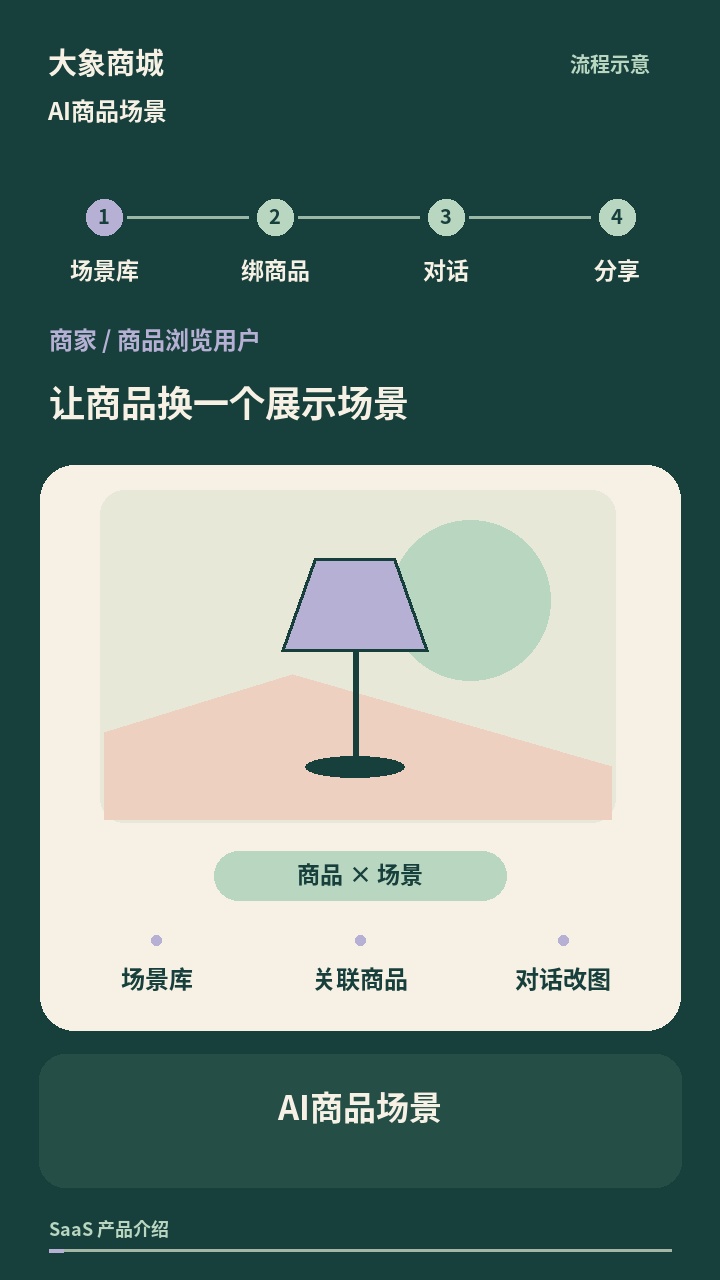 大象商城
流程示意
AI商品场景
1 2 3 4
场景库 绑商品 对话 分享
商家 / 商品浏览用户
让商品换一个展示场景
商品 × 场景
场景库 关联商品 对话改图
AI商品场景
SaaS 产品介绍